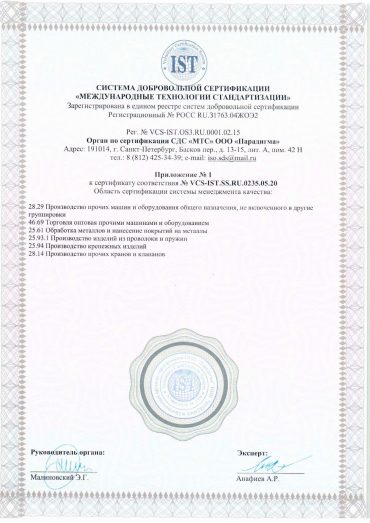 IST
СИСТЕМА ДОБРОВОЛЬНОЙ СЕРТИФИКАЦИИ
«МЕЖДУНАРОДНЫЕ ТЕХНОЛОГИИ СТАНДАРТИЗАЦИИ»
Зарегистрирована в едином реестре систем добровольной сертификации
Регистрационный № РОСС RU.31763.04ЖОЭ2
Рег. № VCS-IST.OS3.RU.0001.02.15
Орган по сертификации СДС «МТС» ООО «Парадигма»
Адрес: 191014, г. Санкт-Петербург, Басков пер., д. 13-15, лит. А, пом. 42 Н
тел.: 8 (812) 425-34-39; e-mail: iso.sds@mail.ru
Приложение № 1
к сертификату соответствия № VCS-IST.SS.RU.0235.05.20
Область сертификации системы менеджмента качества:
28.29 Производство прочих машин и оборудования общего назначения, не включенного в другие
группировки
46.69 Торговля оптовая прочими машинами и оборудованием
25.61 Обработка металлов и нанесение покрытий на металлы
25.93.1 Производство изделий из проволоки и пружин
25.94 Производство крепежных изделий
28.14 Производство прочих кранов и клапанов
IST
Руководитель органа:
Эксперт:
Малиновский Э.Г.
Анафиев А.Р.